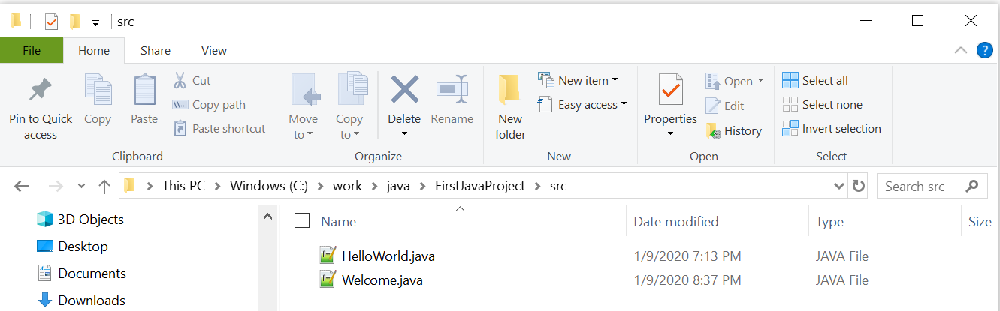 src
File Home Share View
?
Pin to Quick access
Copy
Paste
Cut
Copy path
Paste shortcut
Clipboard
Move to
Copy to
Delete
Rename
Organize
New folder
New item
Easy access
New
Properties
Open
Edit
History
Open
Select all
Select none
Invert selection
Select
This PC Windows (C:) work java FirstJavaProject src
Search src
3D Objects
Desktop
Documents
Downloads
Name Date modified Type Size
HelloWorld.java 1/9/2020 7:13 PM JAVA File
Welcome.java 1/9/2020 8:37 PM JAVA File